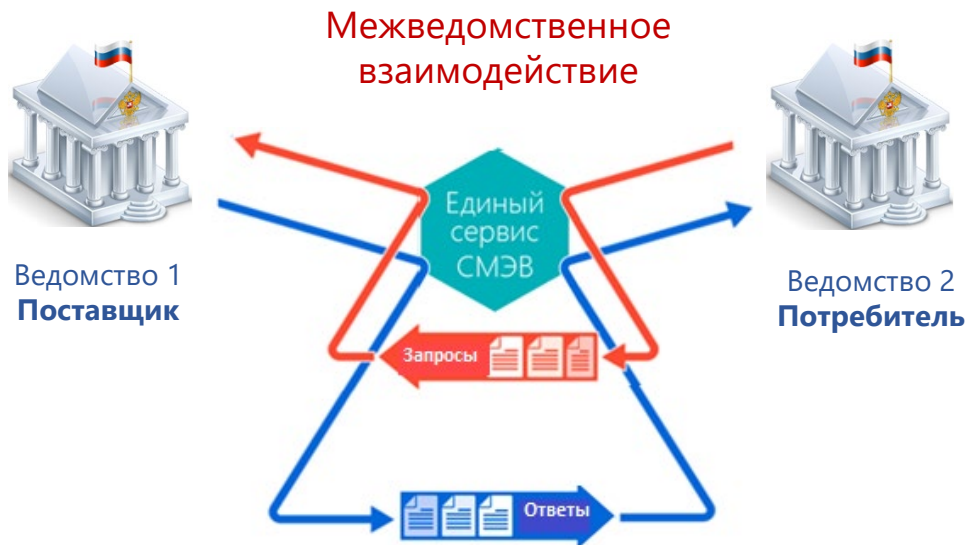 Межведомственное
взаимодействие
Единый
сервис
СМЭВ
Ведомство 1
Поставщик
Ведомство 2
Потребитель
Запросы
Ответы